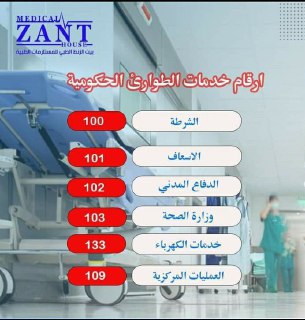 MEDICAL
ZANT
HOUSE
بيت الزنط الطبي للمستلزمات الطبية
ارقام خدمات الطوارئ الحكومية
الشرطة 100
الاسعاف 101
الدفاع المدني 102
وزارة الصحة 103
خدمات الكهرباء 133
العمليات المركزية 109